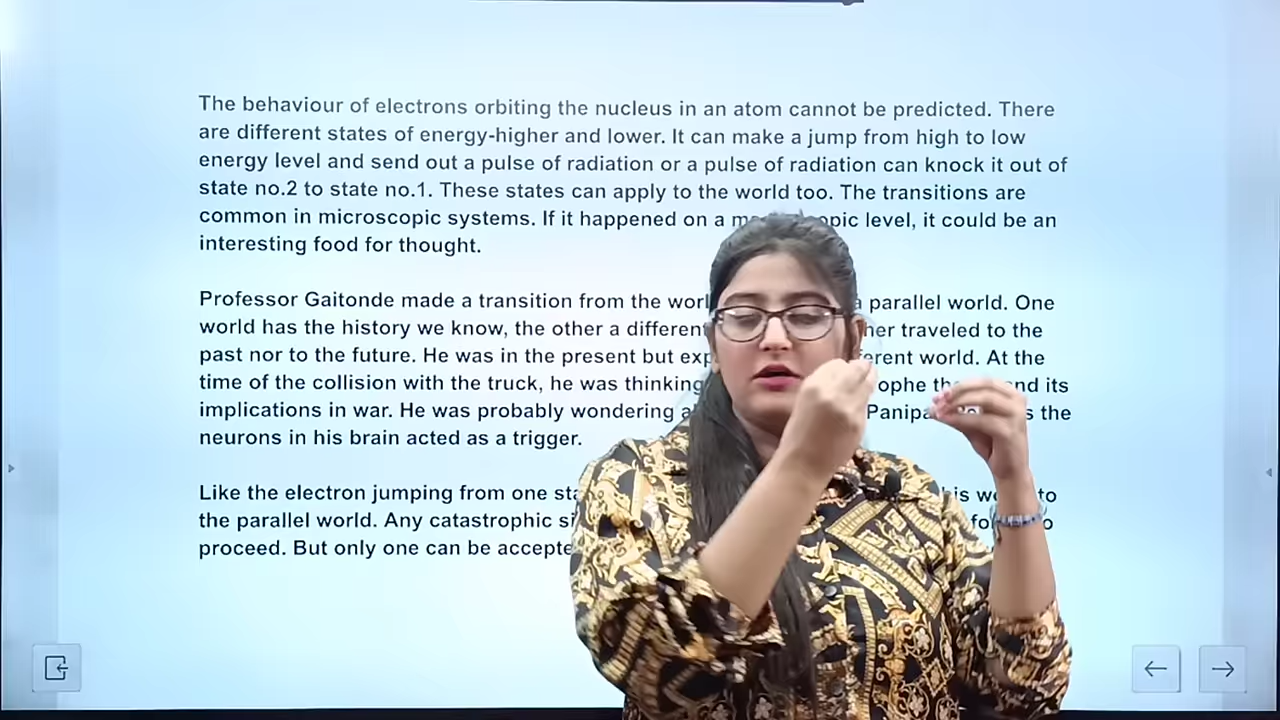 The behaviour of electrons orbiting the nucleus in an atom cannot be predicted. There
are different states of energy-higher and lower. It can make a jump from high to low
energy level and send out a pulse of radiation or a pulse of radiation can knock it out of
state no.2 to state no.1. These states can apply to the world too. The transitions are
common in microscopic systems. If it happened on a level, it could be an
interesting food for thought.
Professor Gaitonde made a transition from the parallel world. One
world has the history we know, the other a different traveled to the
past nor to the future. He was in the present but world. At the
time of the collision with the truck, he was thinking its
implications in war. He was probably wondering the
neurons in his brain acted as a trigger.
Like the electron jumping from one to
the parallel world. Any catastrophic
proceed. But only one can be